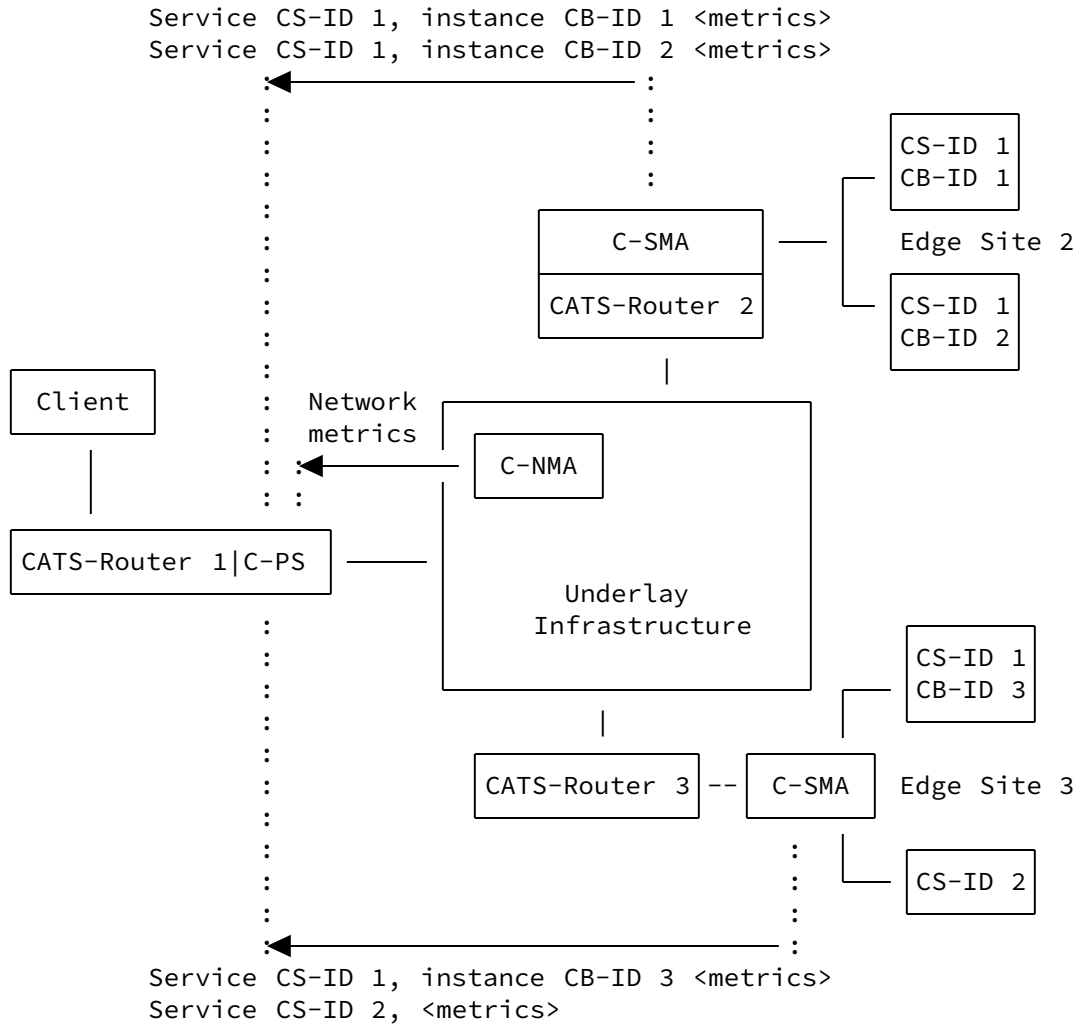 Service CS-ID 1, instance CB-ID 1 <metrics>
Service CS-ID 1, instance CB-ID 2 <metrics>
CS-ID 1
CB-ID 1
C-SMA
Edge Site 2
CATS-Router 2
CS-ID 1
CB-ID 2
Client
Network
metrics
C-NMA
CATS-Router 1|C-PS
Underlay
Infrastructure
CS-ID 1
CB-ID 3
CATS-Router 3 --
C-SMA
Edge Site 3
CS-ID 2
Service CS-ID 1, instance CB-ID 3 <metrics>
Service CS-ID 2, <metrics>